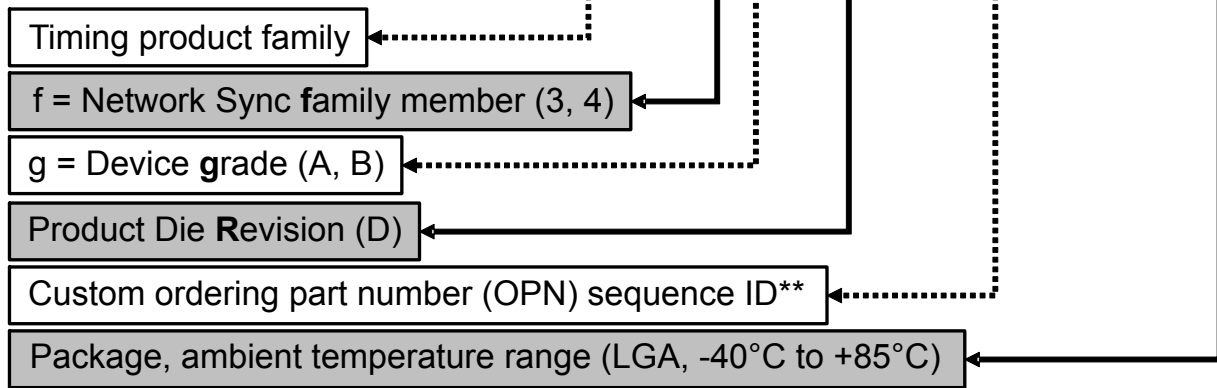 Timing product family
f = Network Sync family member (3, 4)
g = Device grade (A, B)
Product Die Revision (D)
Custom ordering part number (OPN) sequence ID**
Package, ambient temperature range (LGA, -40°C to +85°C)